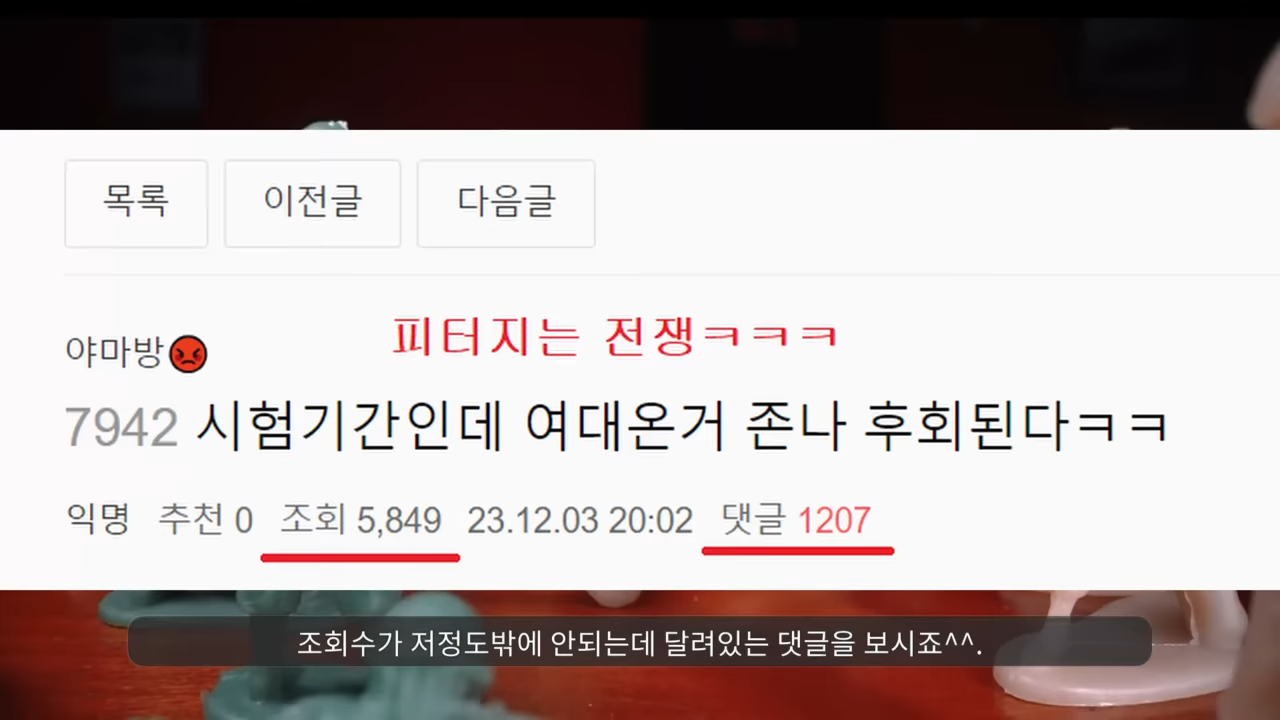 목록 이전글 다음글
피터지는 전쟁ㅋㅋㅋ
야마방😡
7942 시험기간인데 여대온거 존나 후회된다ㅋㅋ
익명 추천 0 조회 5,849 23.12.03 20:02 댓글 1207
조회수가 저정도밖에 안되는데 달려있는 댓글을 보시죠^^.